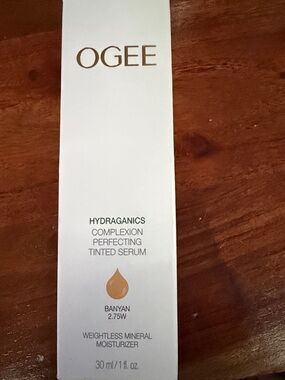 OGEE
HYDRAGANICS
COMPLEXION
PERFECTING
TINTED SERUM
BANYAN
2.75W
WEIGHTLESS MINERAL
MOISTURIZER
30 ml/1 fl. oz.